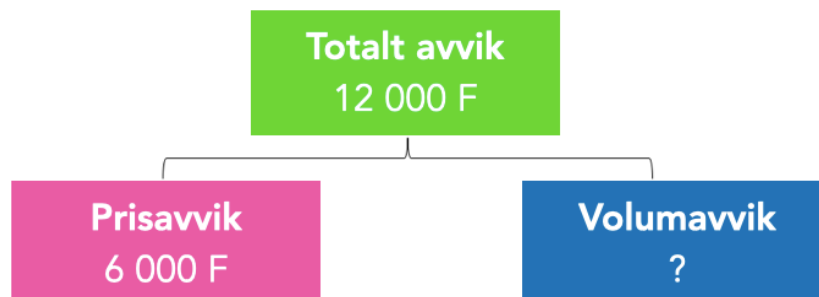 Totalt avvik
12 000 F
Prisavvik
6 000 F
Volumavvik
?